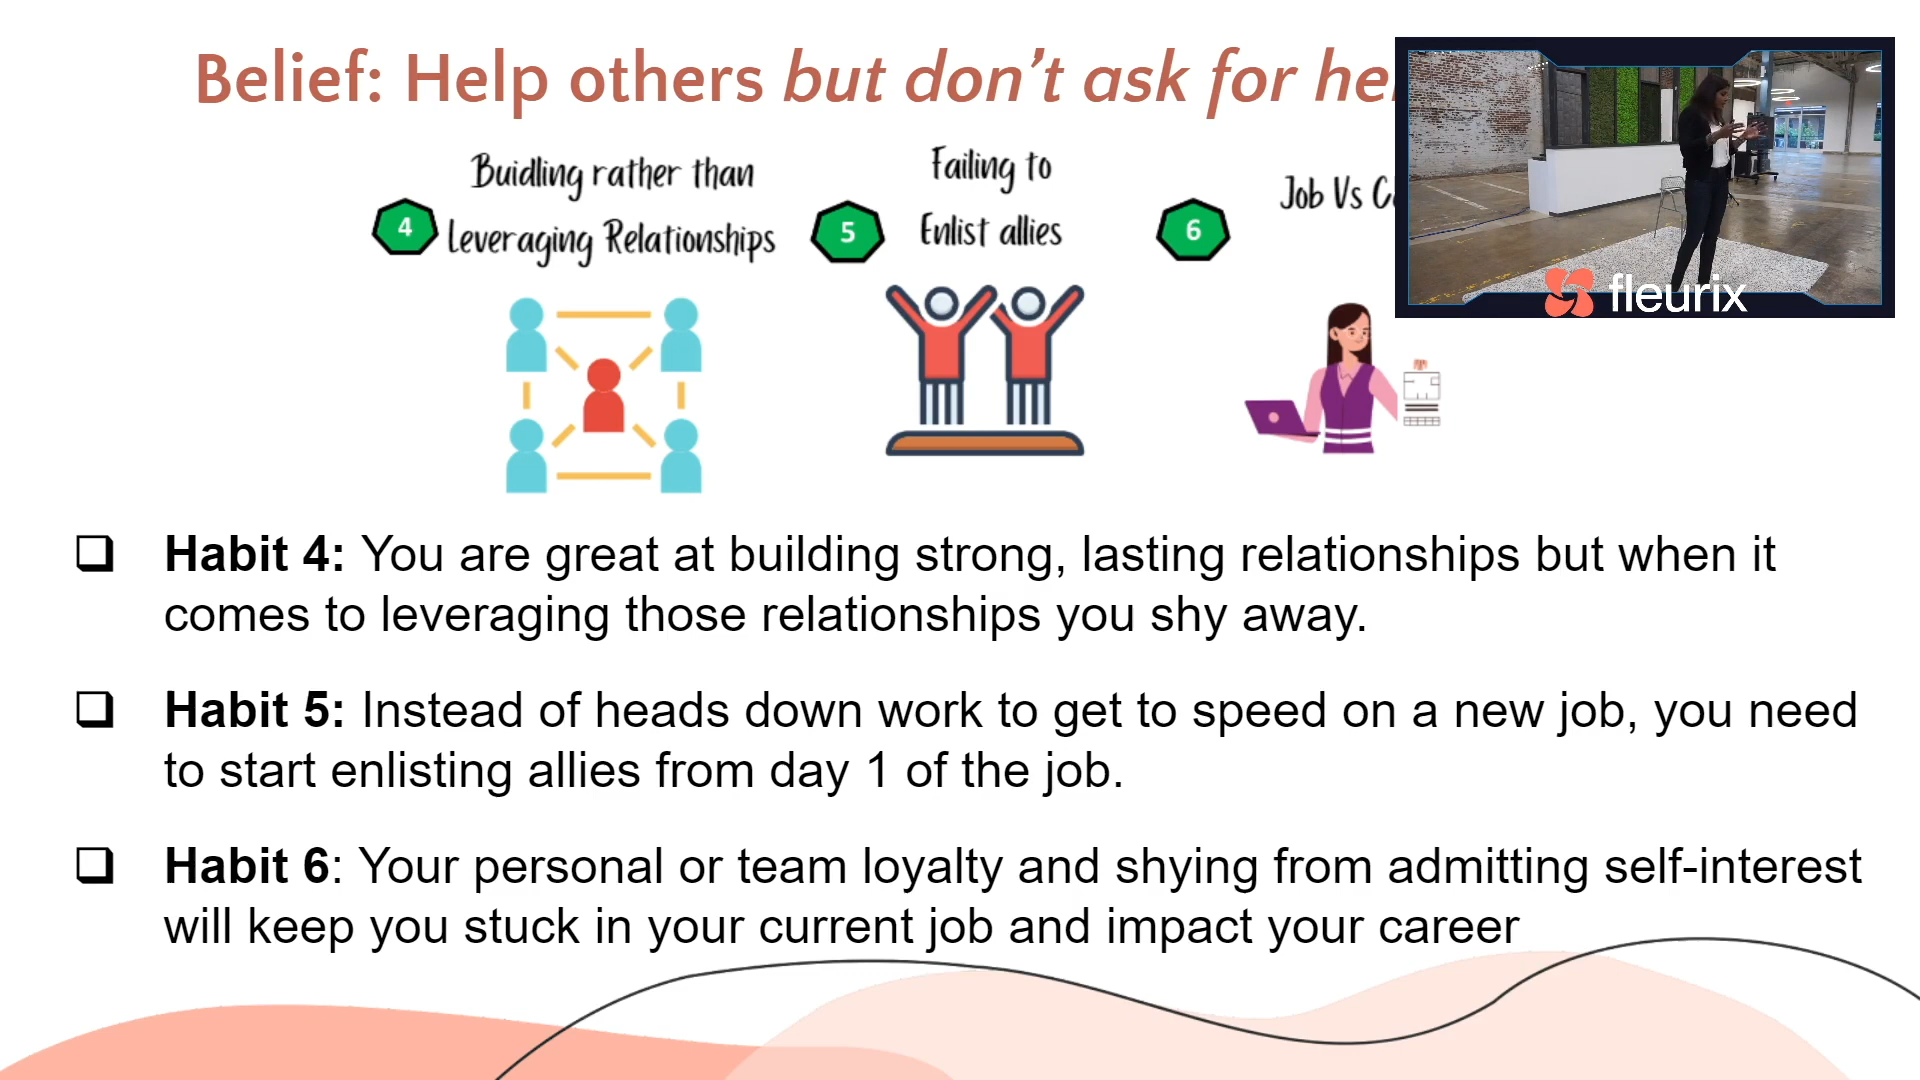 Belief: Help others but don't ask for
Buidling rather than
Leveraging Relationships
Failing to
Enlist allies
Job Vs
4
5
6
fleurix
❑ Habit 4: You are great at building strong, lasting relationships but when it
comes to leveraging those relationships you shy away.
❑ Habit 5: Instead of heads down work to get to speed on a new job, you need
to start enlisting allies from day 1 of the job.
❑ Habit 6: Your personal or team loyalty and shying from admitting self-interest
will keep you stuck in your current job and impact your career